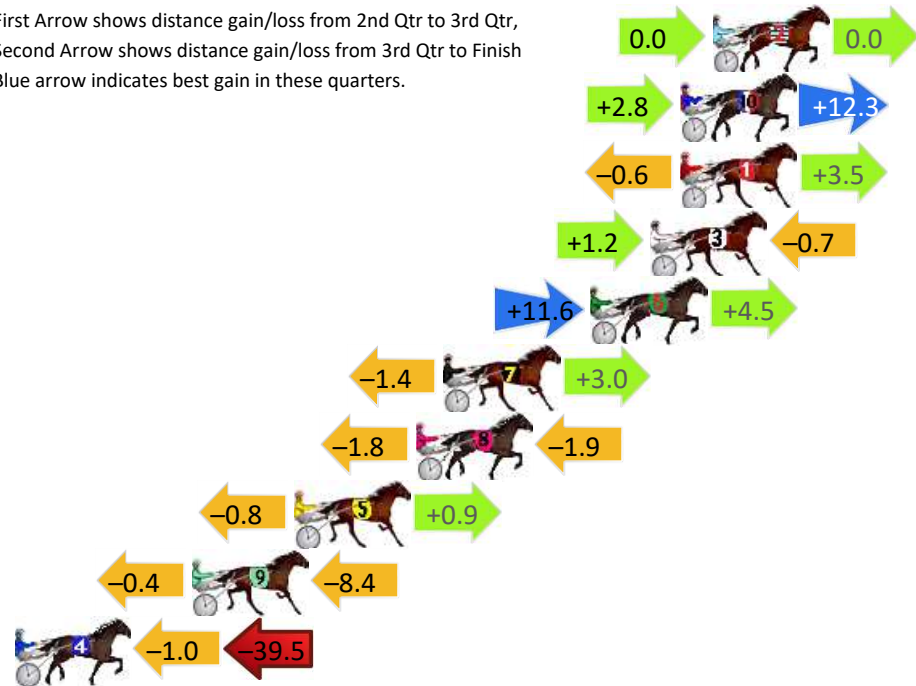 First Arrow shows distance gain/loss from 2nd Qtr to 3rd Qtr,
Second Arrow shows distance gain/loss from 3rd Qtr to Finish
Blue arrow indicates best gain in these quarters.
0.0 2 0.0
+2.8 10 +12.3
–0.6 1 +3.5
+1.2 3 –0.7
+11.6 6 +4.5
–1.4 7 +3.0
–1.8 8 –1.9
–0.8 5 +0.9
–0.4 9 –8.4
4 –1.0 –39.5